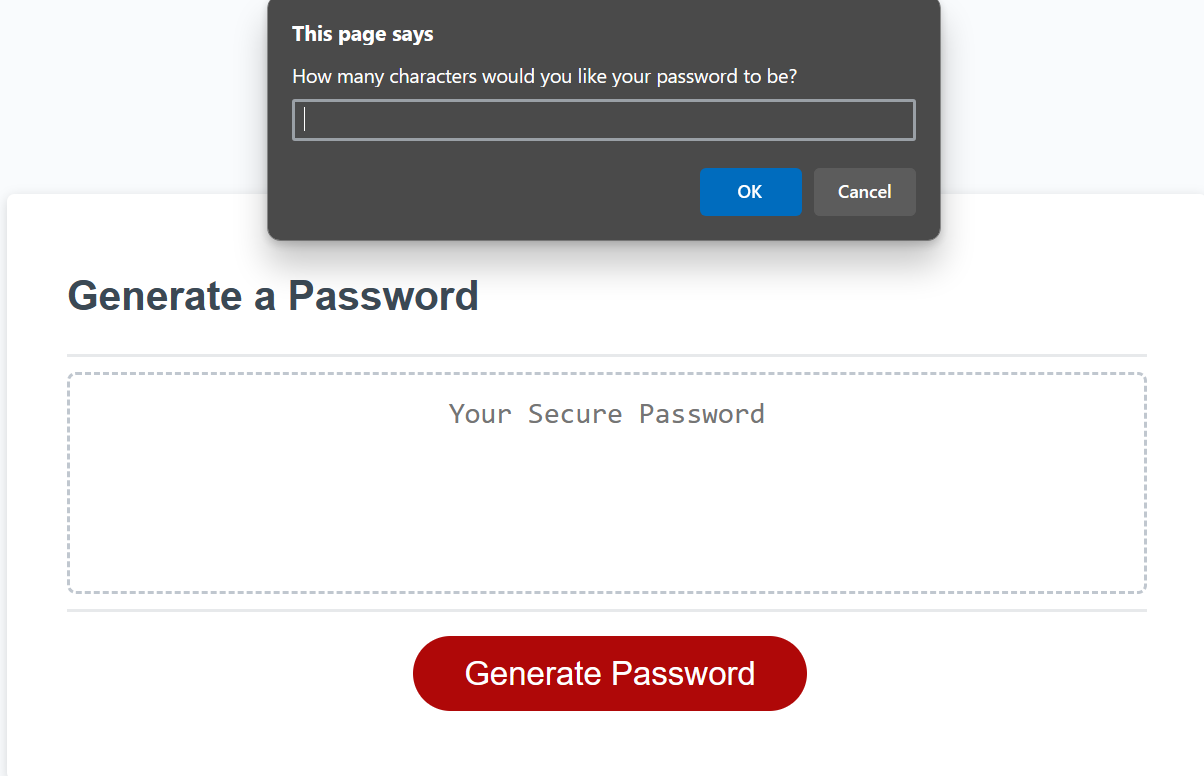 This page says
How many characters would you like your password to be?
OK
Cancel
Generate a Password
Your Secure Password
Generate Password